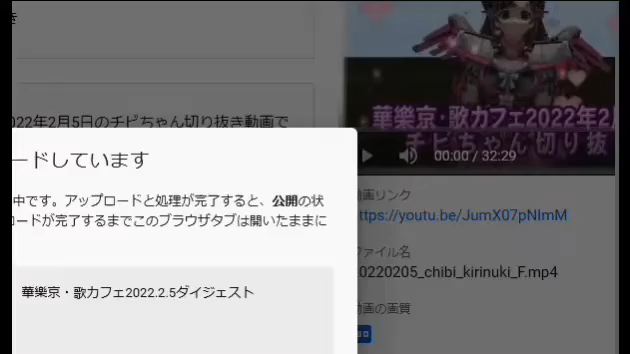 き
2022年2月5日のチビちゃん切り抜き動画で
ードしています
中です。アップロードと処理が完了すると、公開の状
ロードが完了するまでこのブラウザタブは開いたままに
華樂京・歌カフェ2022.2.5ダイジェスト
華樂京・歌カフェ2022年2月
チビちゃん切り抜
00:00 / 32:29
動画リンク
https://youtu.be/JumX07pNImM
ファイル名
20220205_chibi_kirinuki_F.mp4
動画の画質